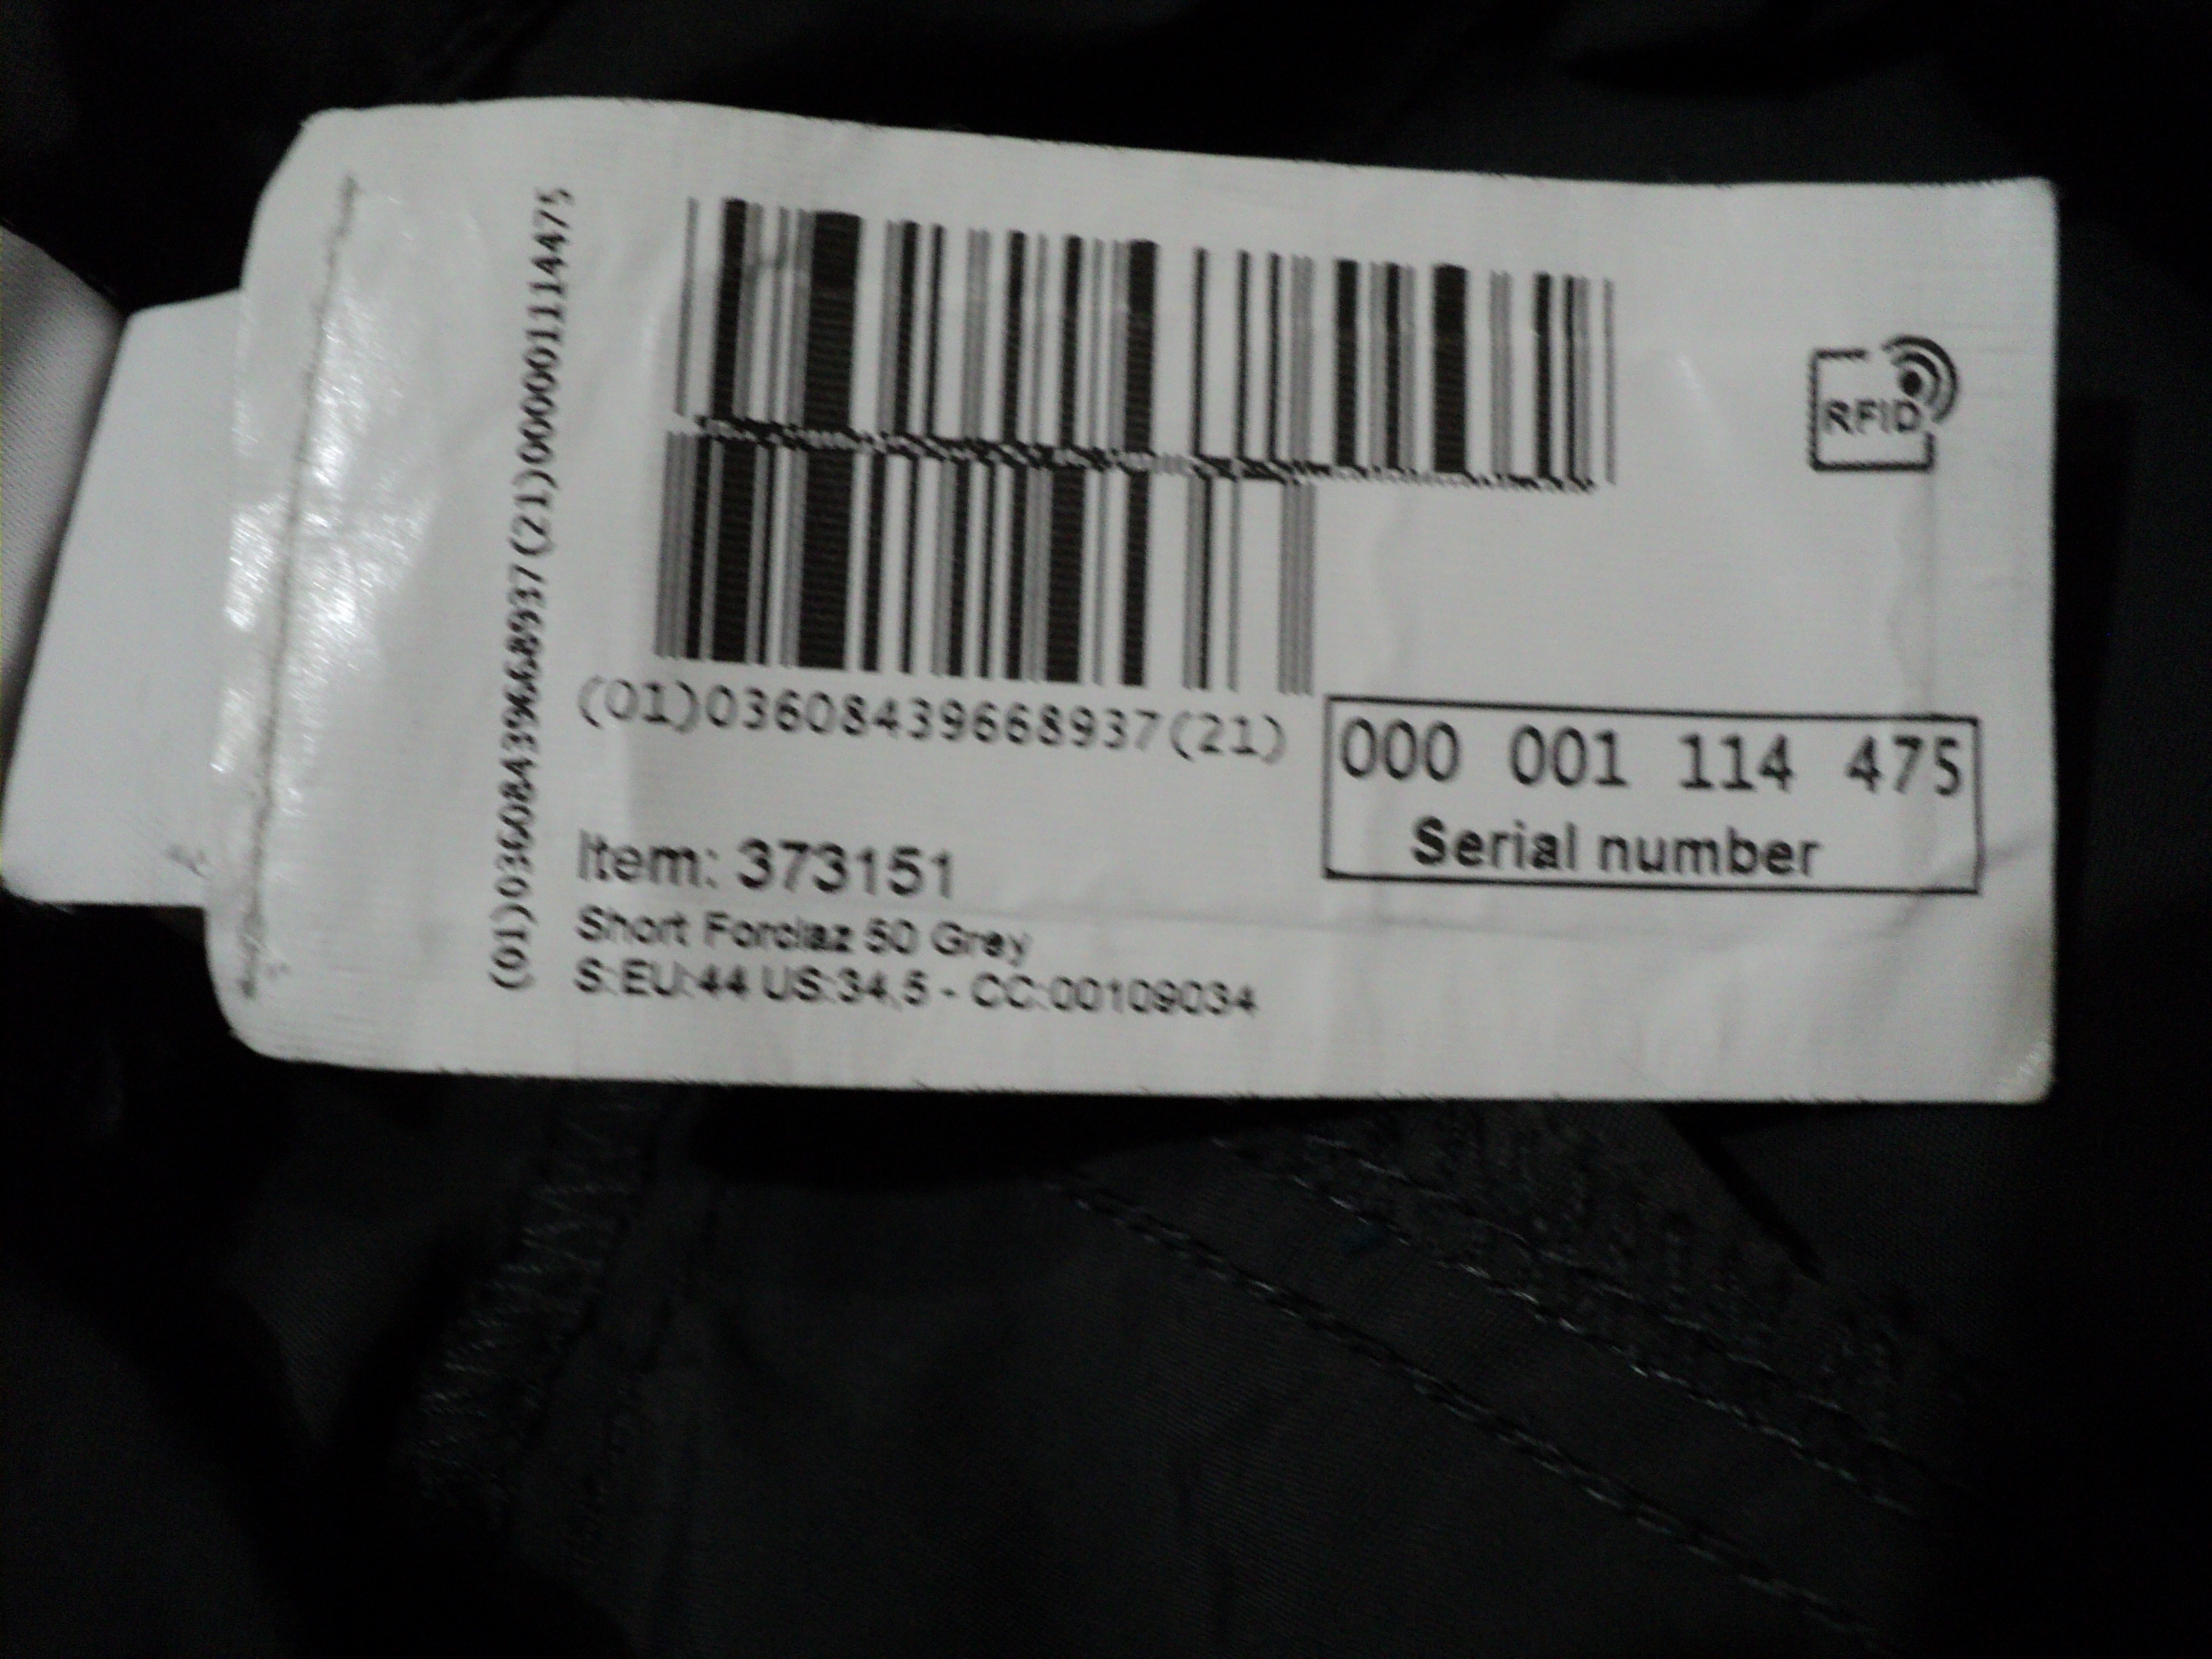 (01)03608439668937(21)000001114475
RFID
(01)03608439668937(21)
000 001 114 475
Serial number
Item: 373151
Short Forclaz 50 Grey
S:EU:44 US:34,5 - CC:00109034